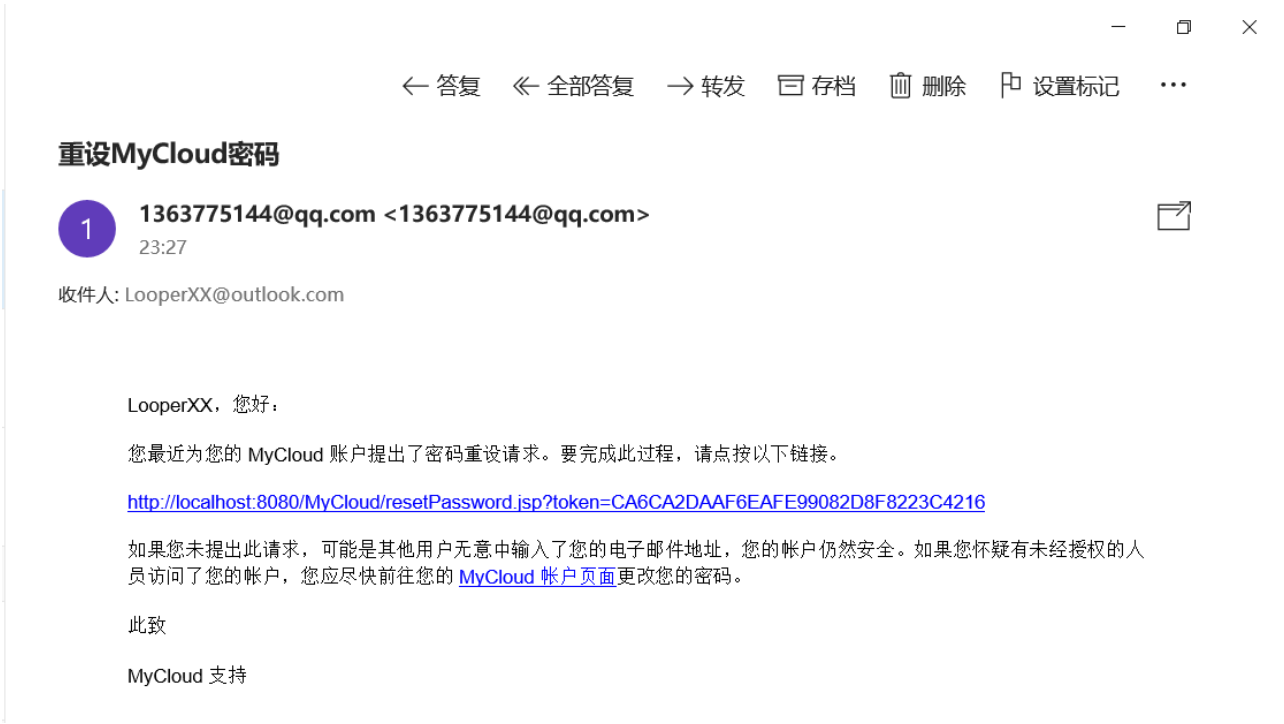 答复 全部答复 转发 存档 删除 设置标记
重设MyCloud密码
1
1363775144@qq.com <1363775144@qq.com>
23:27
收件人: LooperXX@outlook.com
LooperXX，您好：
您最近为您的 MyCloud 账户提出了密码重设请求。要完成此过程，请点按以下链接。
http://localhost:8080/MyCloud/resetPassword.jsp?token=CA6CA2DAAF6EAFE99082D8F8223C4216
如果您未提出此请求，可能是其他用户无意中输入了您的电子邮件地址，您的帐户仍然安全。如果您怀疑有未经授权的人
员访问了您的帐户，您应尽快前往您的 MyCloud 帐户页面更改您的密码。
此致
MyCloud 支持